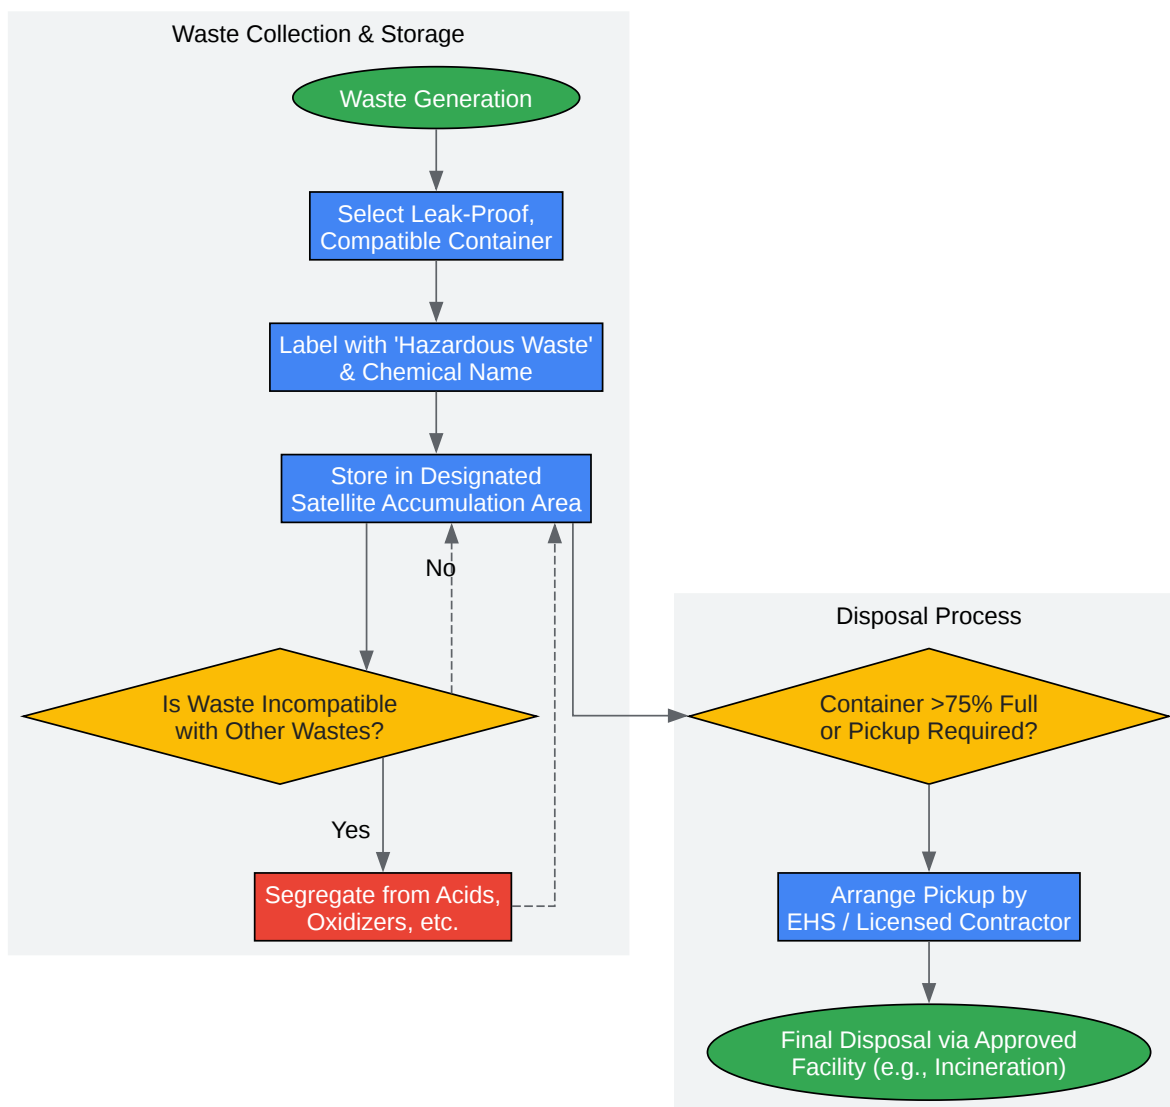 Waste Collection & Storage
Waste Generation
Select Leak-Proof,
Compatible Container
Label with 'Hazardous Waste'
& Chemical Name
Store in Designated
Satellite Accumulation Area
No
Is Waste Incompatible
with Other Wastes?
Yes
Segregate from Acids,
Oxidizers, etc.
Disposal Process
Container >75% Full
or Pickup Required?
Arrange Pickup by
EHS / Licensed Contractor
Final Disposal via Approved
Facility (e.g., Incineration)